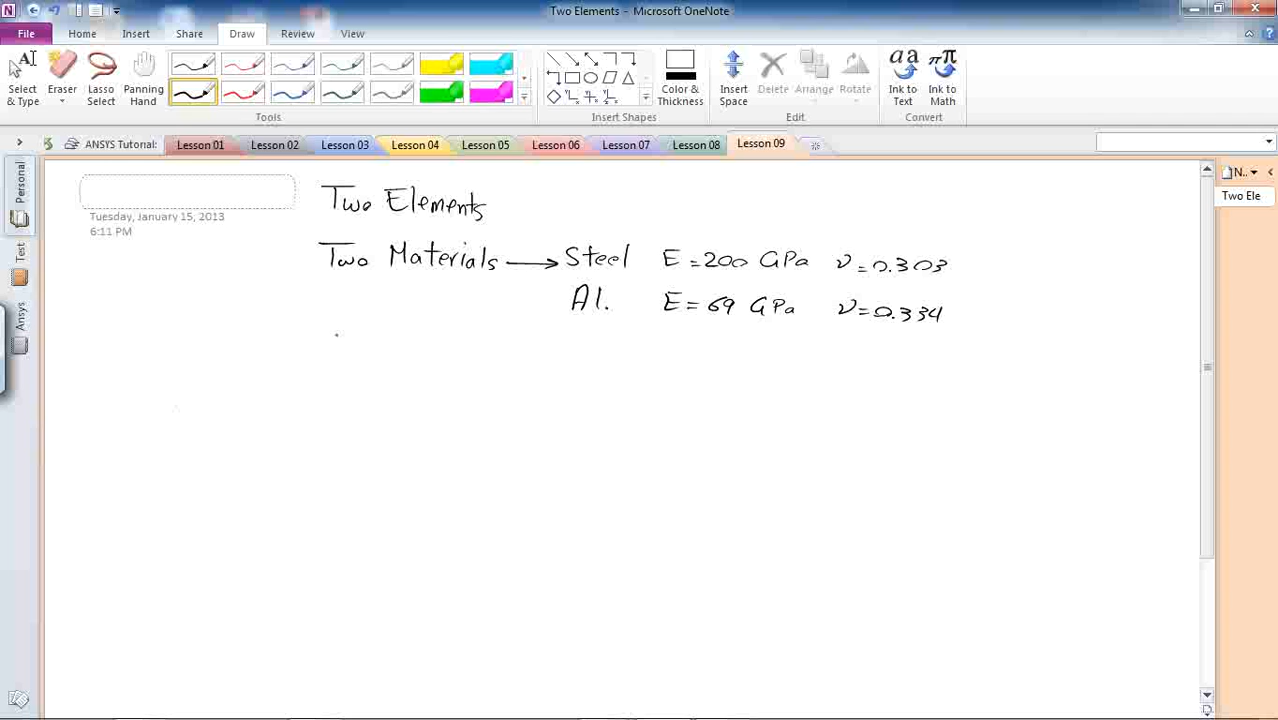 Two Elements - Microsoft OneNote
File Home Insert Share Draw Review View
Select & Type
Eraser
Lasso Select
Panning Hand
Color & Thickness
Insert Space
Delete
Arrange
Rotate
Ink to Text
Ink to Math
Tools
Insert Shapes
Edit
Convert
ANSYS Tutorial:
Lesson 01 Lesson 02 Lesson 03 Lesson 04 Lesson 05 Lesson 06 Lesson 07 Lesson 08 Lesson 09
N..
Two Ele
Personal
Test
Ansys
Tuesday, January 15, 2013
6:11 PM
Two Elements
Two Materials → Steel E = 200 GPa ν = 0.303
Al. E = 69 GPa ν = 0.334